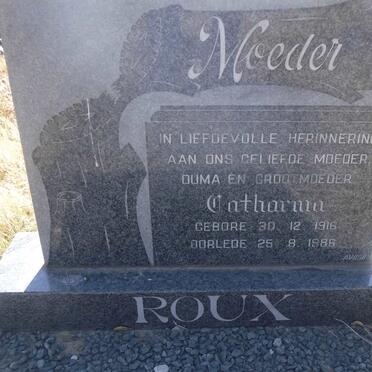 Moeder
IN LIEFDEVOLLE HERINNERIN
AAN ONS GELIEFDE MOEDER
OUMA EN GROOTMOEDER
Catharina
GEBORE 30. 12. 1916
OORLEDE 25. 8. 1986
ROUX